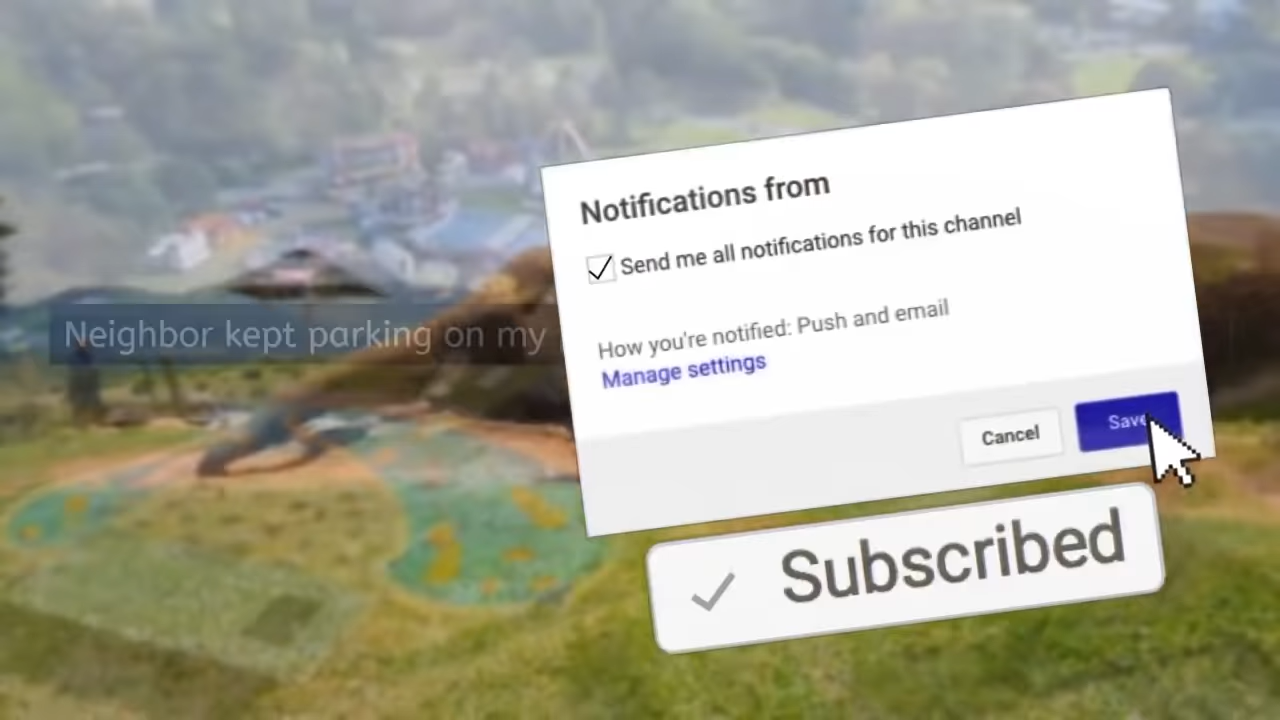 Notifications from
Send me all notifications for this channel
Neighbor kept parking on my
How you're notified: Push and email
Manage settings
Cancel
Save
Subscribed